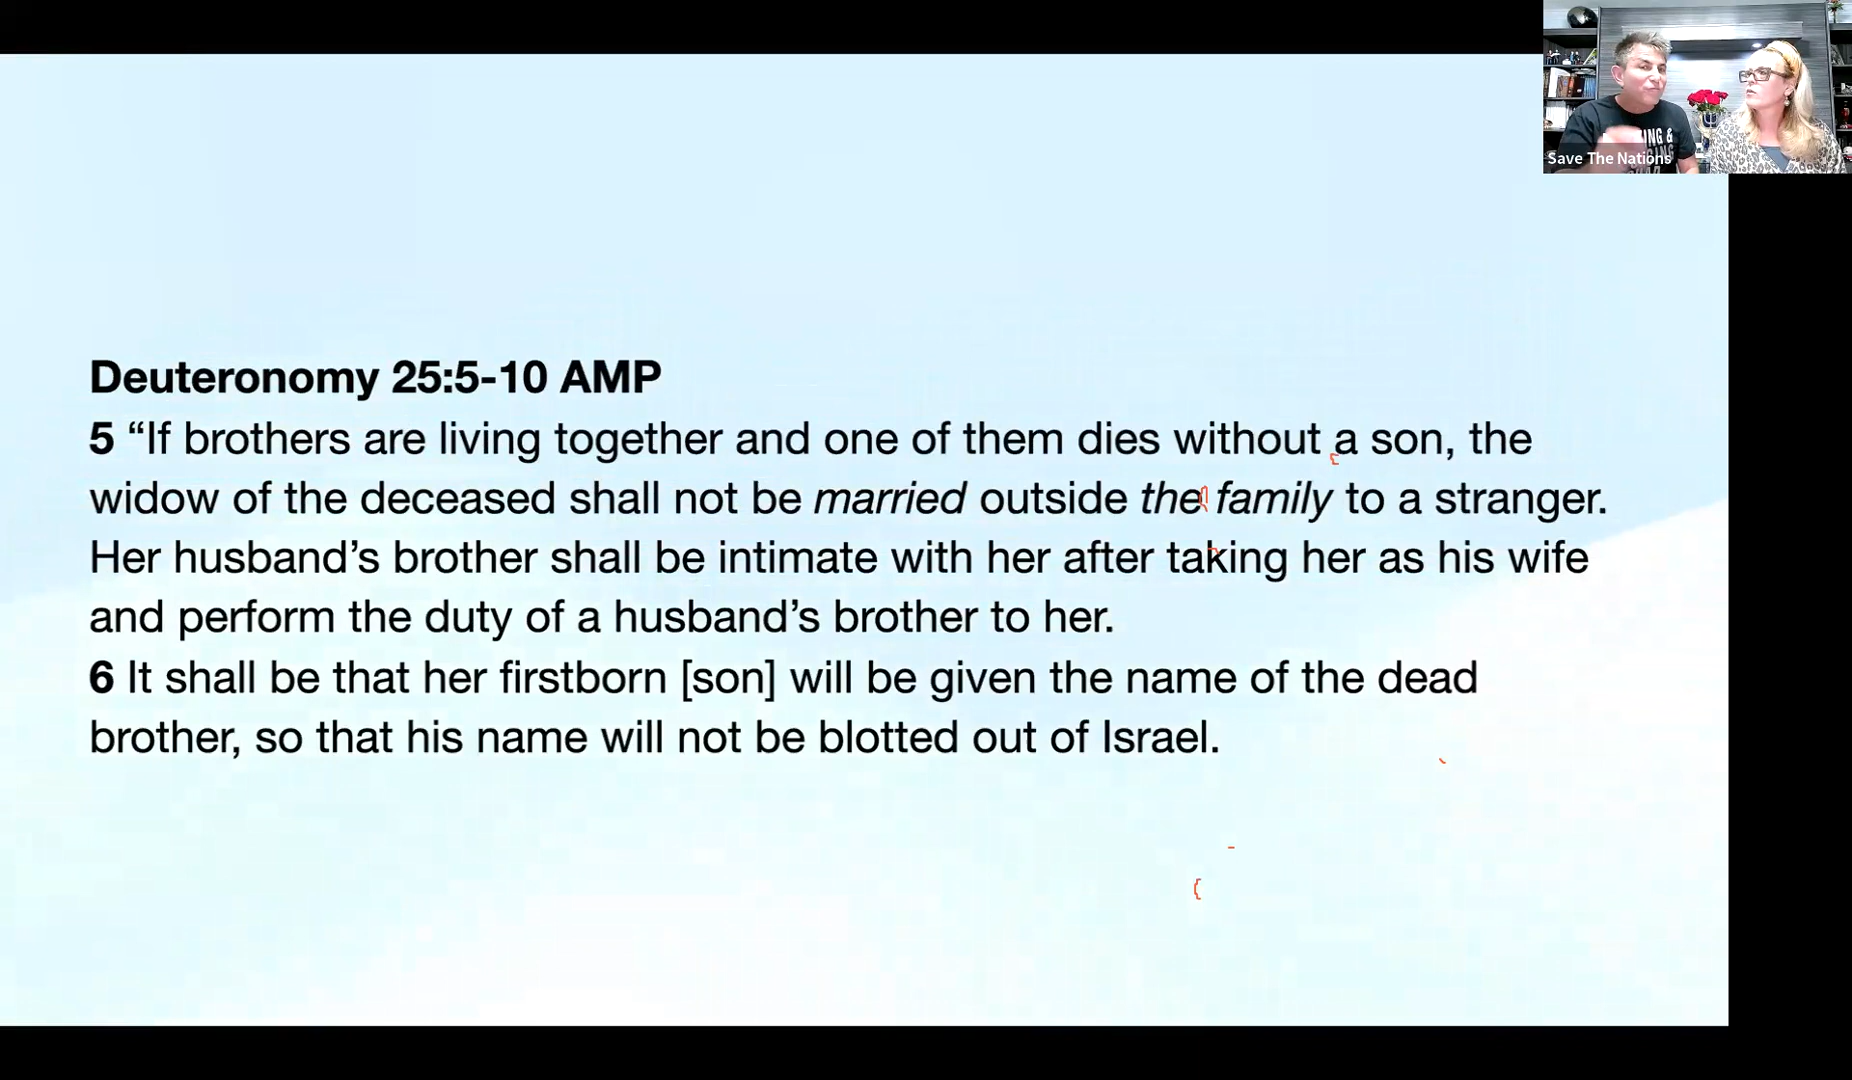 Deuteronomy 25:5-10 AMP
5 “If brothers are living together and one of them dies without a son, the
widow of the deceased shall not be married outside the family to a stranger.
Her husband’s brother shall be intimate with her after taking her as his wife
and perform the duty of a husband’s brother to her.
6 It shall be that her firstborn [son] will be given the name of the dead
brother, so that his name will not be blotted out of Israel.
Save The Nations